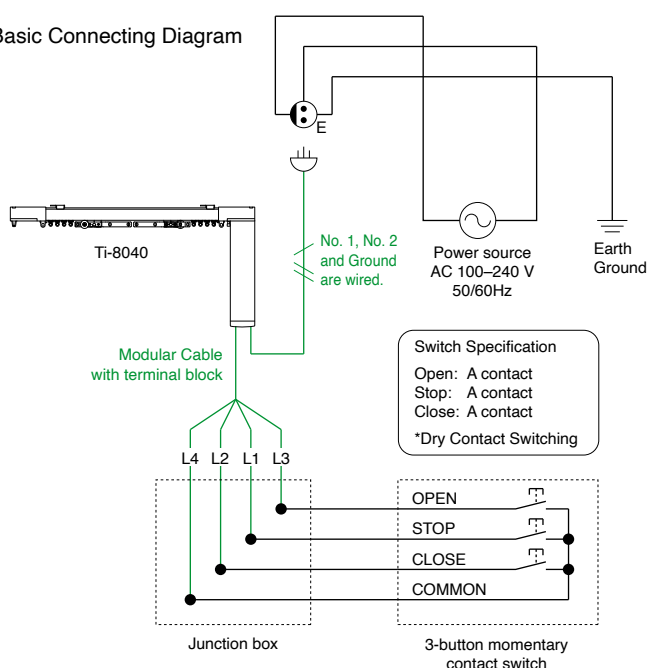 Basic Connecting Diagram
E
Ti-8040
No. 1, No. 2
and Ground
are wired.
Power source
AC 100–240 V
50/60Hz
Earth
Ground
Modular Cable
with terminal block
Switch Specification
Open: A contact
Stop: A contact
Close: A contact
*Dry Contact Switching
L4 L2 L1 L3
OPEN
STOP
CLOSE
COMMON
Junction box
3-button momentary
contact switch